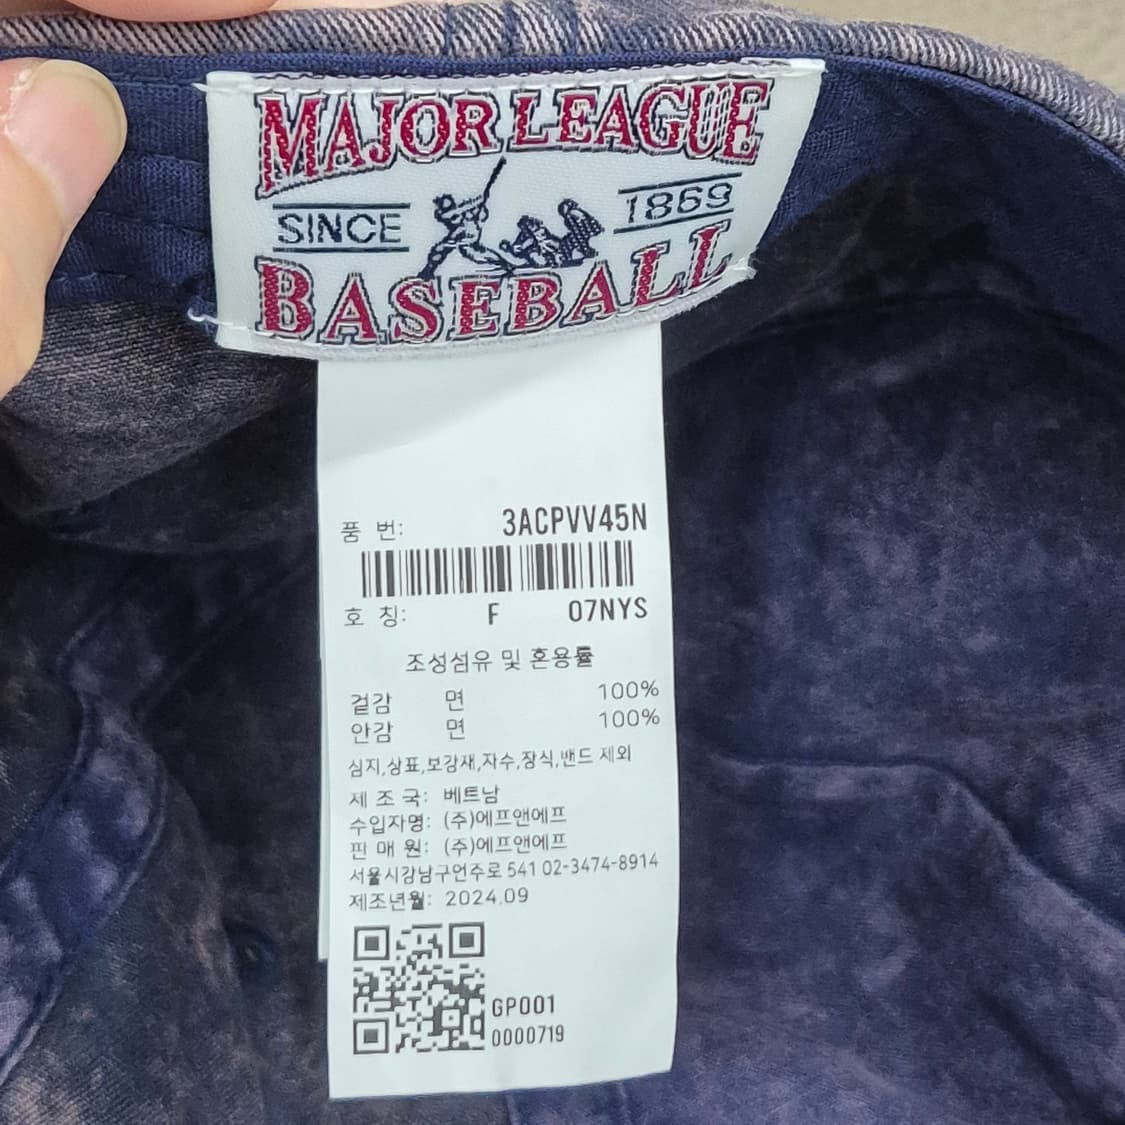 MAJOR LEAGUE
SINCE 1869
BASEBALL
품 번: 3ACPVV45N
호 칭: F 07NYS
조성섬유 및 혼용률
겉감 면 100%
안감 면 100%
심지,상표,보강재,자수,장식,밴드 제외
제 조 국: 베트남
수입자명: (주)에프앤에프
판 매 원: (주)에프앤에프
서울시강남구언주로 541 02-3474-8914
제조년월: 2024.09
GP001
0000719